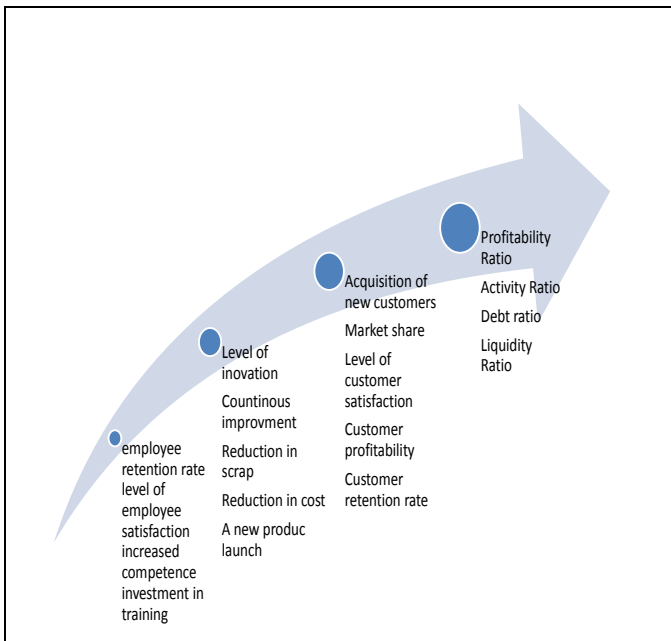 employee
retention rate
level of
employee
satisfaction
increased
competence
investment in
training
Level of
inovation
Countinous
improvment
Reduction in
scrap
Reduction in cost
A new produc
launch
Acquisition of
new customers
Market share
Level of
customer
satisfaction
Customer
profitability
Customer
retention rate
Profitability
Ratio
Activity Ratio
Debt ratio
Liquidity
Ratio